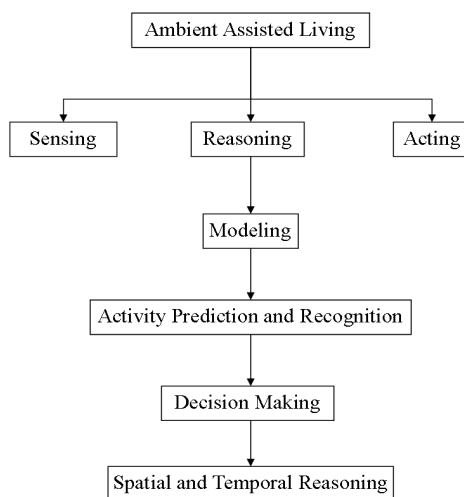 Ambient Assisted Living
Sensing
Reasoning
Acting
Modeling
Activity Prediction and Recognition
Decision Making
Spatial and Temporal Reasoning